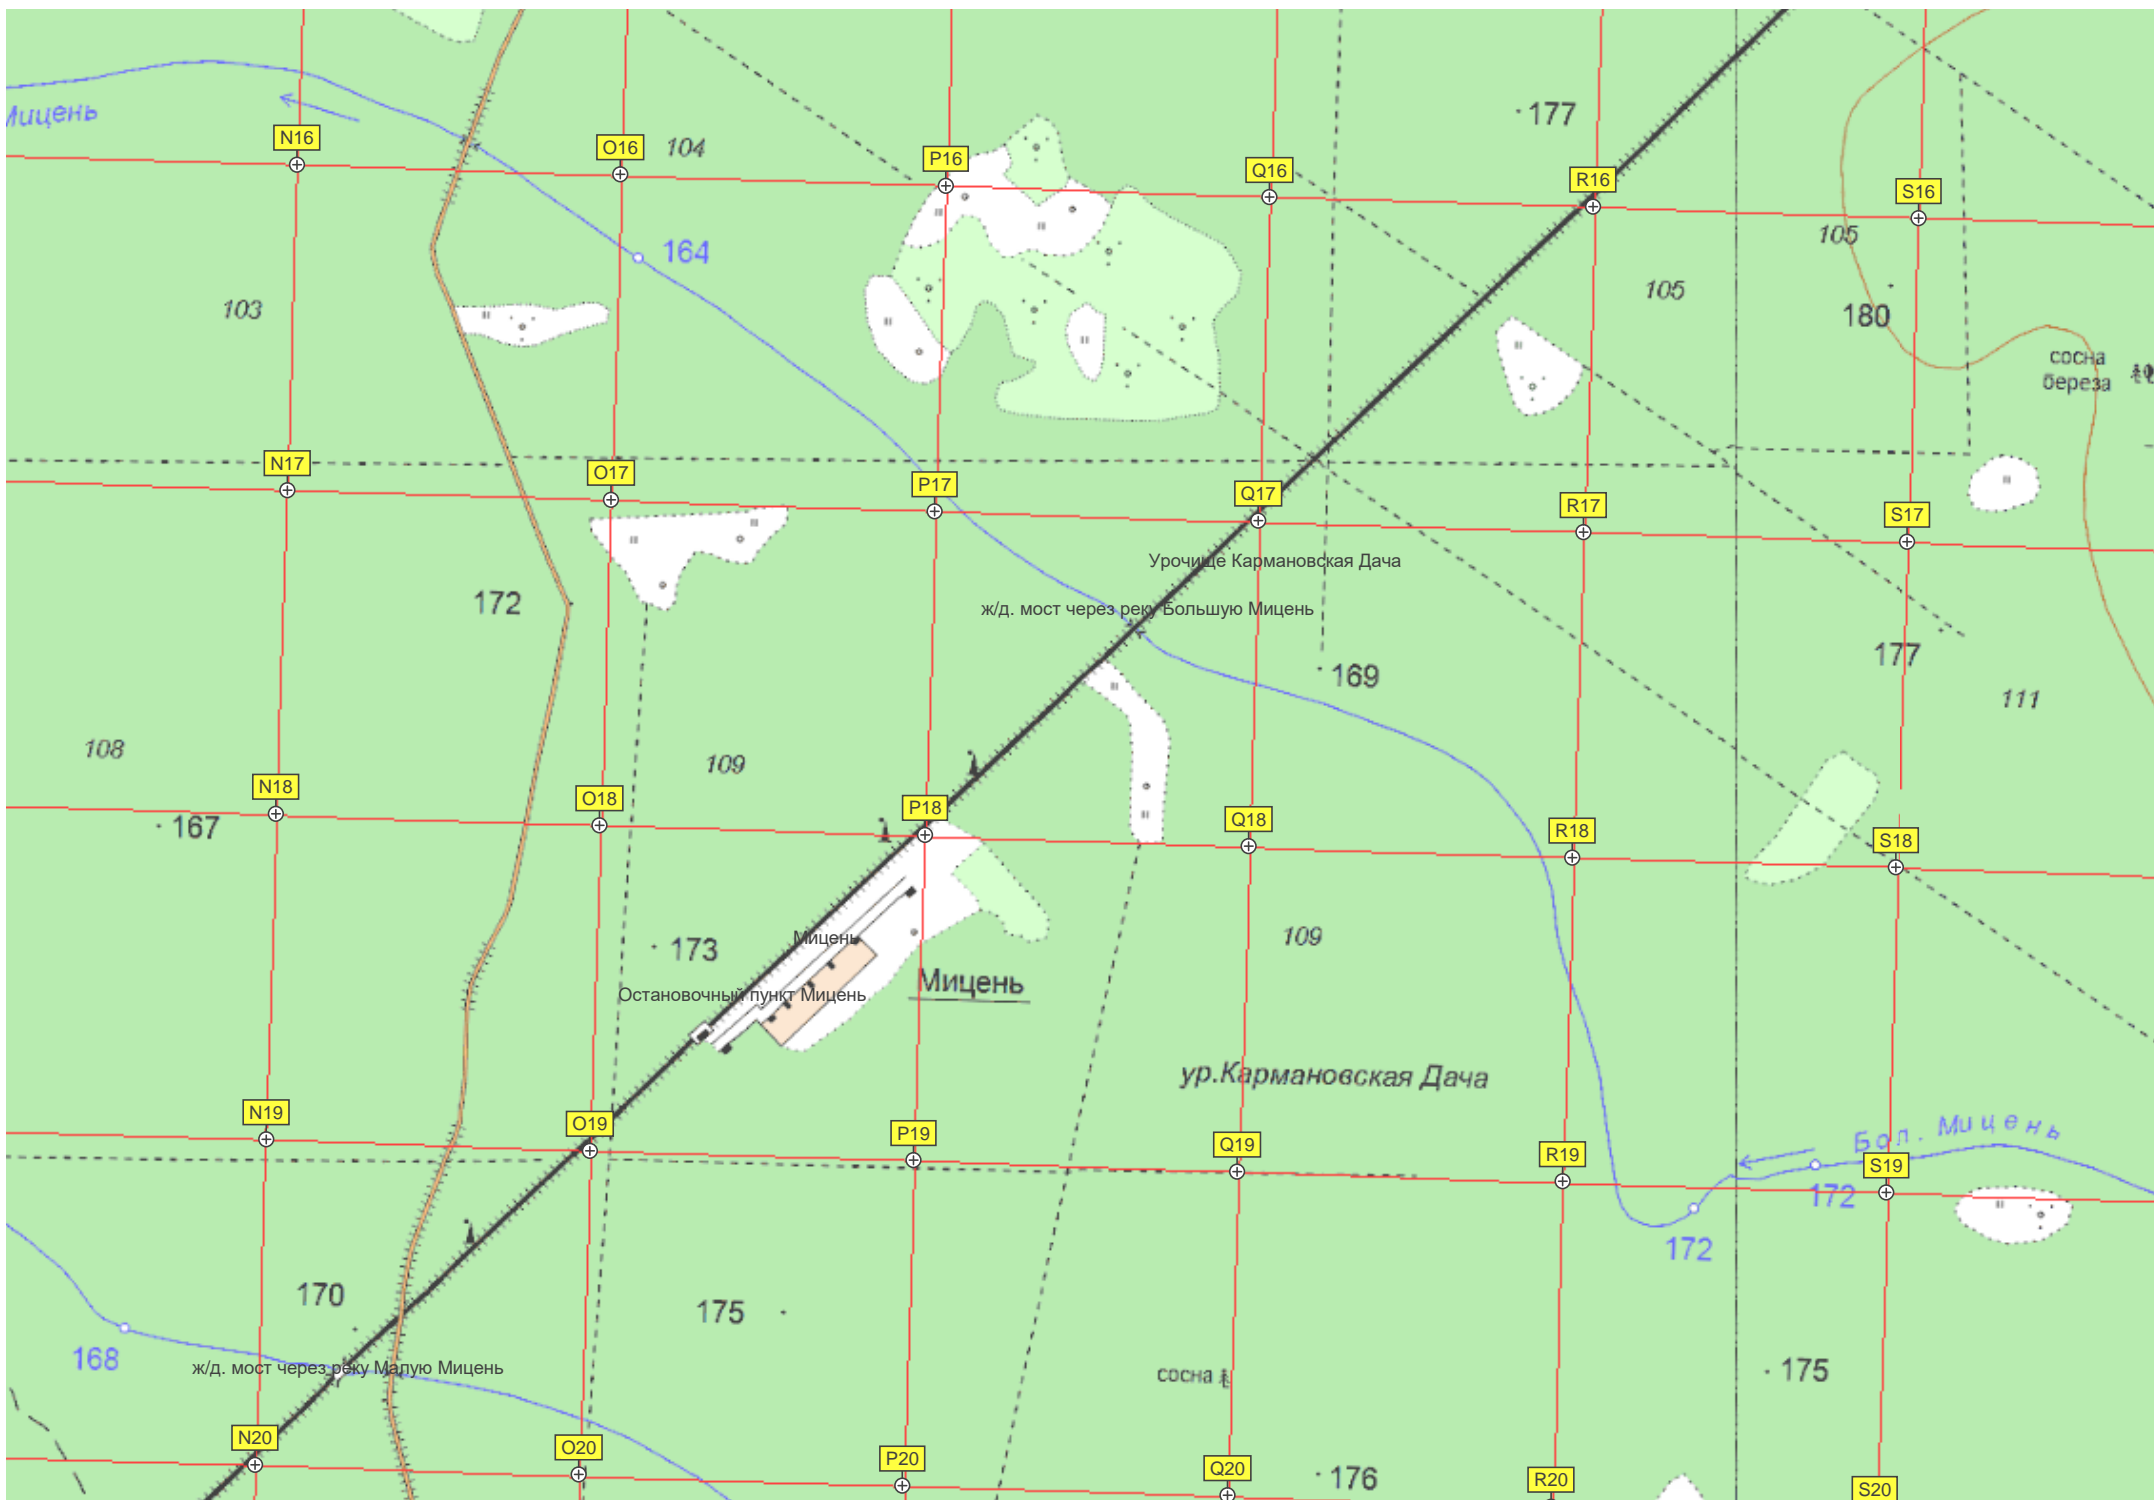 Мицень
N16
O16
104
P16
Q16
177
R16
S16
105
164
103
105
180
сосна
береза
N17
O17
P17
Q17
R17
S17
Урочище Кармановская Дача
172
ж/д. мост через реку Большую Мицень
169
177
111
108
109
N18
O18
P18
Q18
R18
S18
167
173
Мицень
109
Остановочный пункт Мицень
Мицень
ур.Кармановская Дача
N19
O19
P19
Q19
R19
Бол. Мицень
S19
172
172
170
175
168
ж/д. мост через реку Малую Мицень
сосна
175
N20
O20
P20
Q20
176
R20
S20